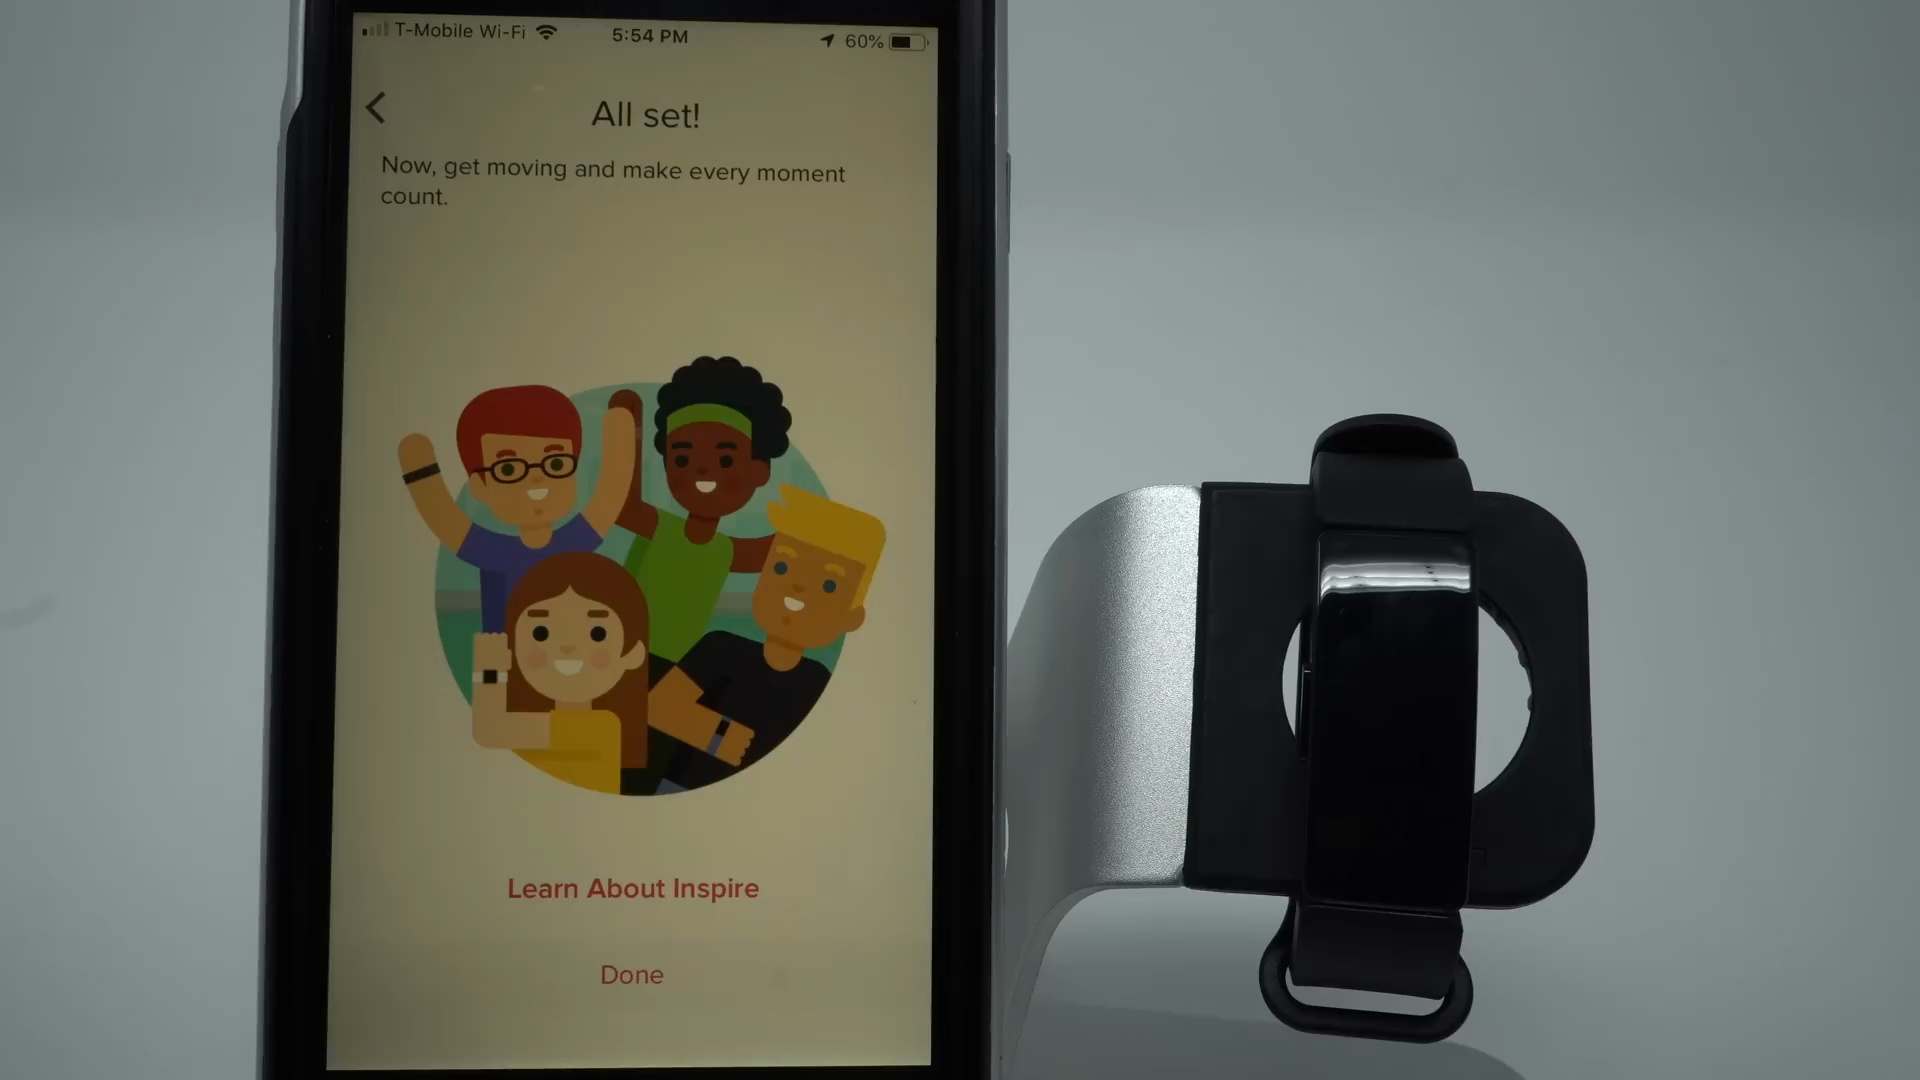 T-Mobile Wi-Fi 5:54 PM 60%
All set!
Now, get moving and make every moment
count.
Learn About Inspire
Done